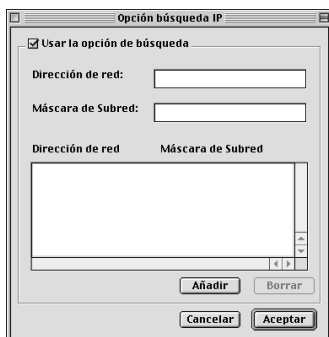 Opción búsqueda IP
Usar la opción de búsqueda
Dirección de red:
Máscara de Subred:
Dirección de red Máscara de Subred
Añadir Borrar
Cancelar Aceptar